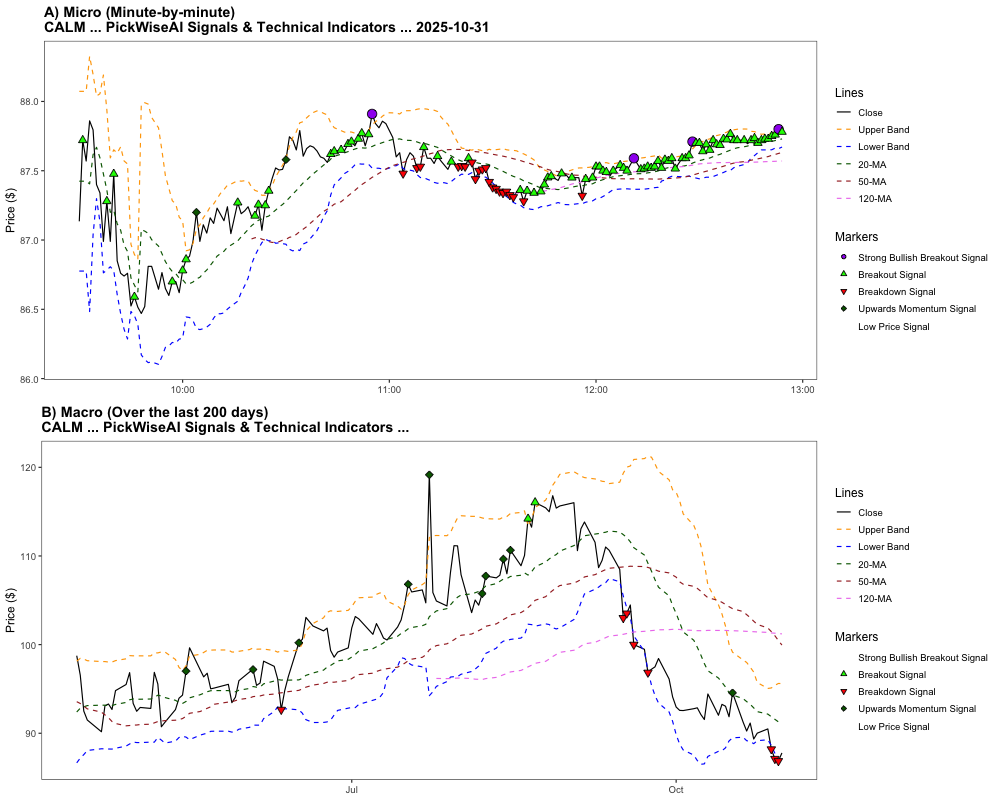 A) Micro (Minute-by-minute)
CALM ... PickWiseAI Signals & Technical Indicators ... 2025-10-31
Price ($)
88.0
87.5
87.0
86.5
86.0
10:00
11:00
12:00
13:00
Lines
Close
Upper Band
Lower Band
20-MA
50-MA
120-MA
Markers
Strong Bullish Breakout Signal
Breakout Signal
Breakdown Signal
Upwards Momentum Signal
Low Price Signal
B) Macro (Over the last 200 days)
CALM ... PickWiseAI Signals & Technical Indicators ...
Price ($)
120
110
100
90
Jul
Oct
Lines
Close
Upper Band
Lower Band
20-MA
50-MA
120-MA
Markers
Strong Bullish Breakout Signal
Breakout Signal
Breakdown Signal
Upwards Momentum Signal
Low Price Signal